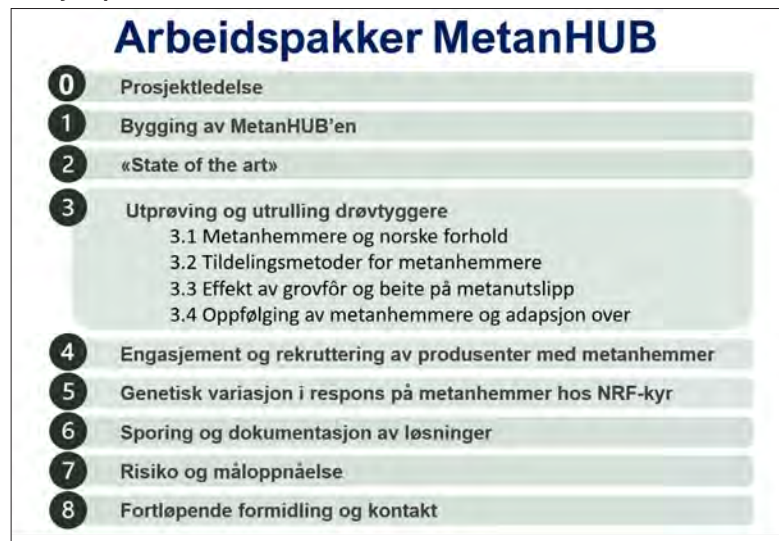 Arbeidspakker MetanHUB
0 Prosjektledelse
1 Bygging av MetanHUB'en
2 «State of the art»
3 Utprøving og utrulling drøvtyggere
3.1 Metanhemmere og norske forhold
3.2 Tildelingsmetoder for metanhemmere
3.3 Effekt av grovfôr og beite på metanutslipp
3.4 Oppfølging av metanhemmere og adapsjon over
4 Engasjement og rekruttering av produsenter med metanhemmer
5 Genetisk variasjon i respons på metanhemmer hos NRF-kyr
6 Sporing og dokumentasjon av løsninger
7 Risiko og måloppnåelse
8 Fortløpende formidling og kontakt